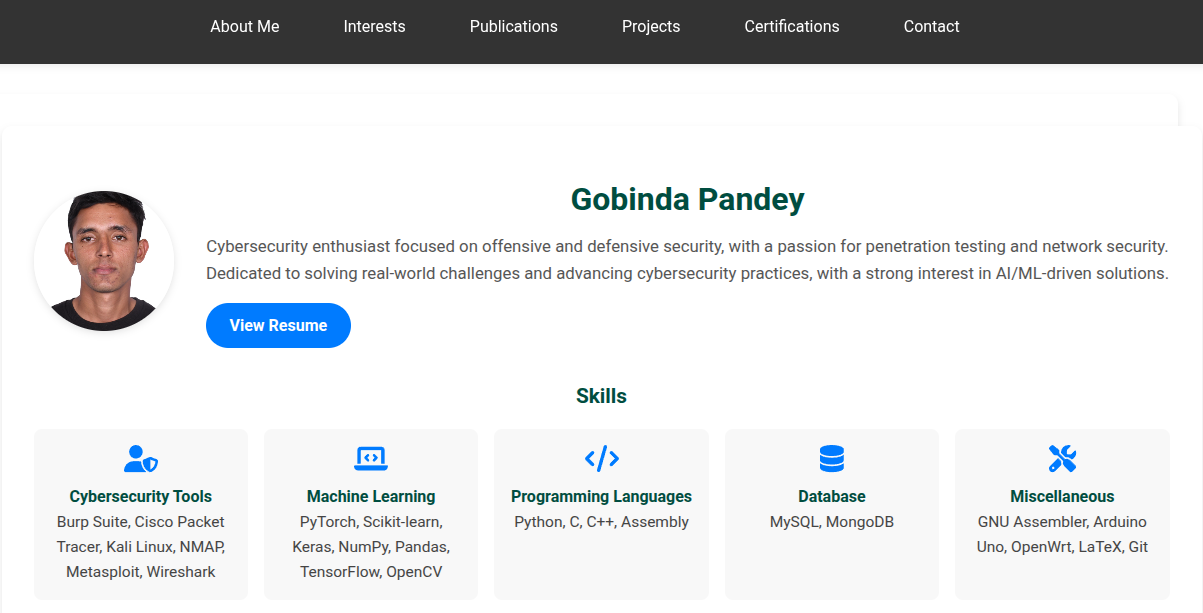 About Me Interests Publications Projects Certifications Contact
Gobinda Pandey
Cybersecurity enthusiast focused on offensive and defensive security, with a passion for penetration testing and network security.
Dedicated to solving real-world challenges and advancing cybersecurity practices, with a strong interest in AI/ML-driven solutions.
View Resume
Skills
Cybersecurity Tools
Burp Suite, Cisco Packet
Tracer, Kali Linux, NMAP,
Metasploit, Wireshark
Machine Learning
PyTorch, Scikit-learn,
Keras, NumPy, Pandas,
TensorFlow, OpenCV
Programming Languages
Python, C, C++, Assembly
Database
MySQL, MongoDB
Miscellaneous
GNU Assembler, Arduino
Uno, OpenWrt, LaTeX, Git